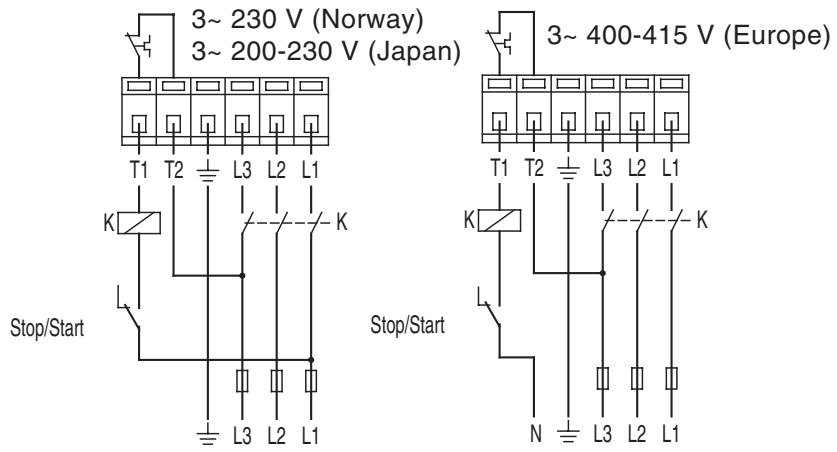 3~ 230 V (Norway)
3~ 200-230 V (Japan)
T1 T2 L3 L2 L1
K K
Stop/Start
L3 L2 L1
3~ 400-415 V (Europe)
T1 T2 L3 L2 L1
K K
Stop/Start
N L3 L2 L1